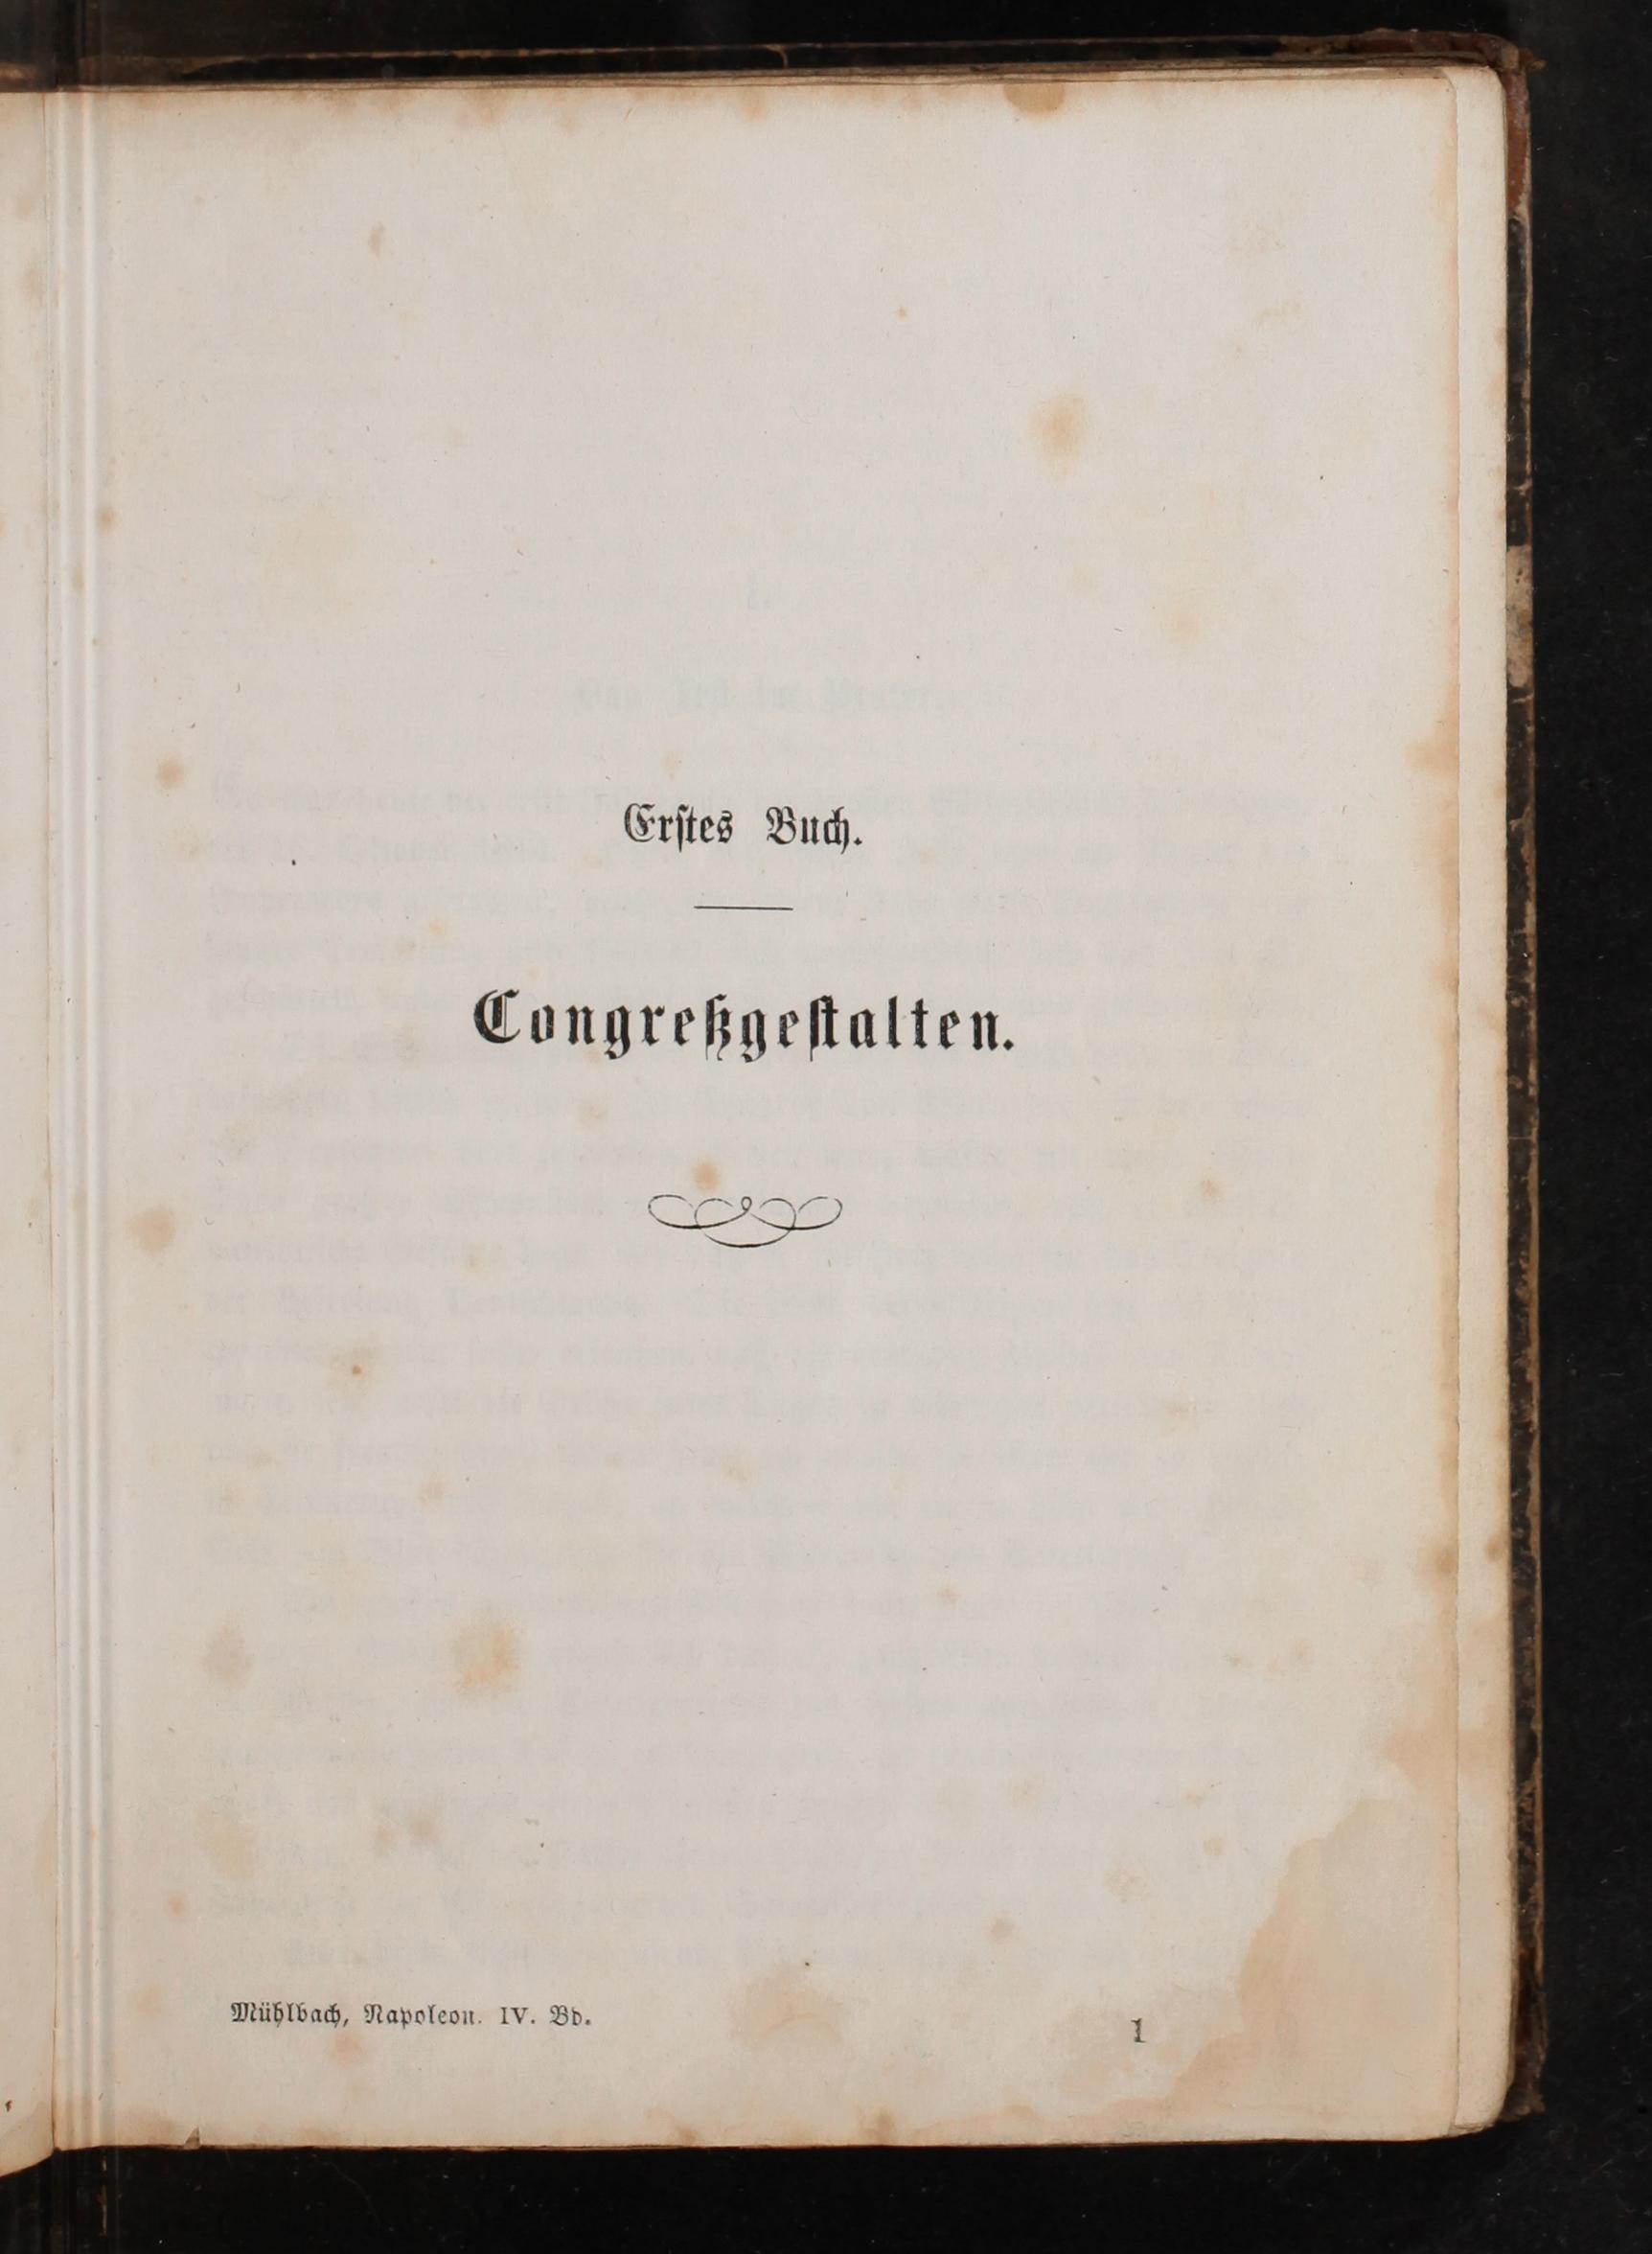 Erstes Buch.
Congreßgestalten.
Mühlbach, Napoleon. IV. Bd.
1